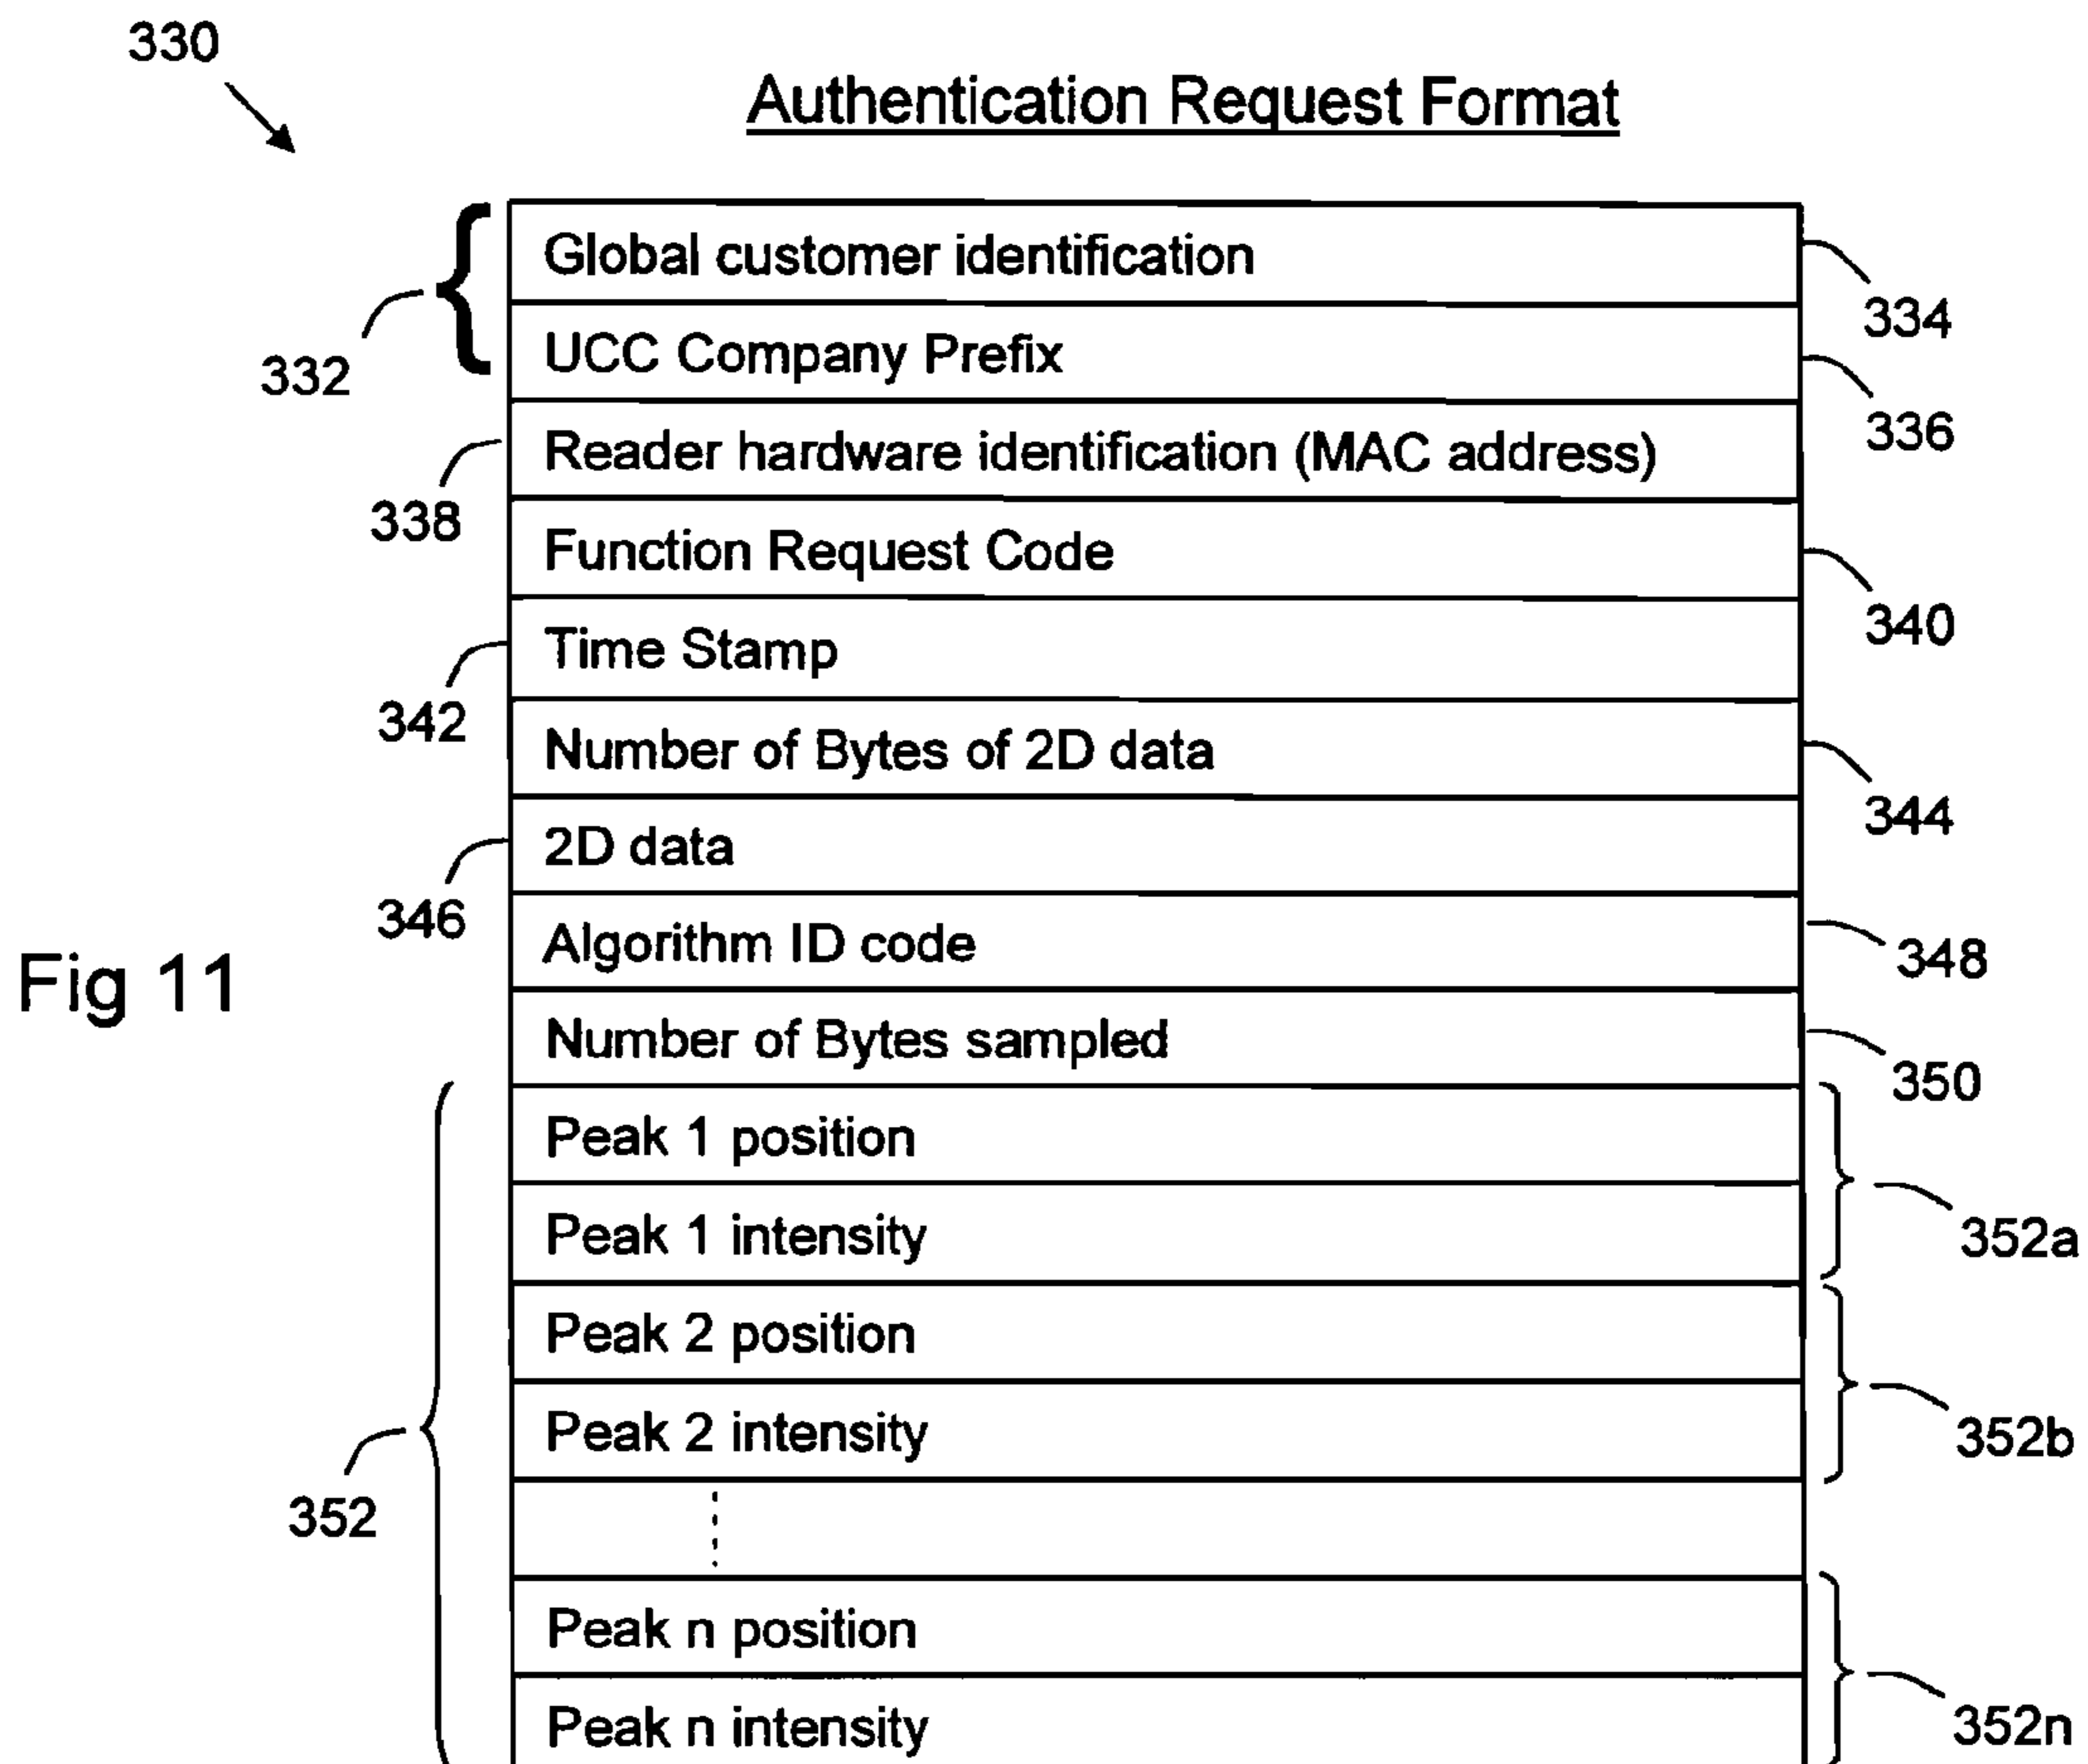 330
Authentication Request Format
Global customer identification
334
332
UCC Company Prefix
336
Reader hardware identification (MAC address)
338
Function Request Code
340
Time Stamp
342
Number of Bytes of 2D data
344
2D data
346
Algorithm ID code
348
Fig 11
Number of Bytes sampled
350
Peak 1 position
Peak 1 intensity
352a
Peak 2 position
Peak 2 intensity
352b
352
Peak n position
Peak n intensity
352n